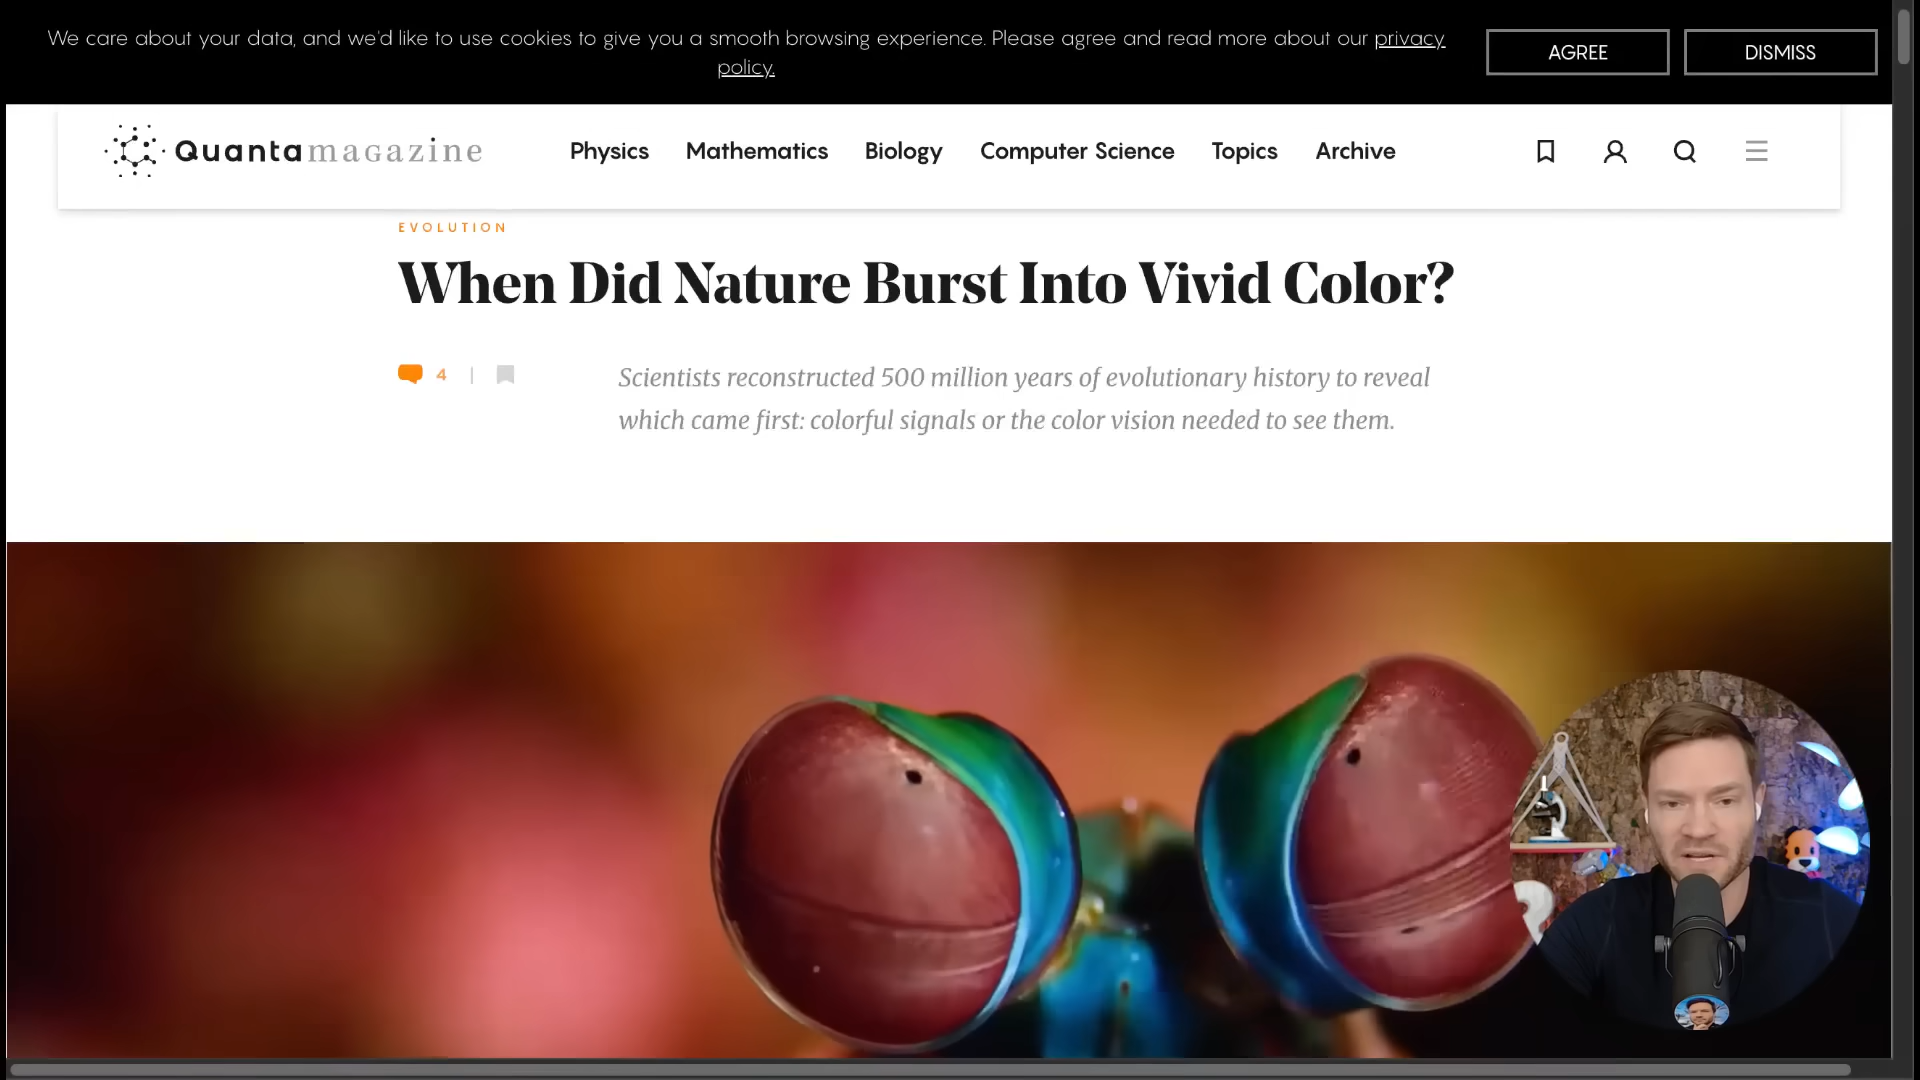 We care about your data, and we'd like to use cookies to give you a smooth browsing experience. Please agree and read more about our privacy
policy.
AGREE
DISMISS
Quanta magazine
Physics
Mathematics
Biology
Computer Science
Topics
Archive
EVOLUTION
When Did Nature Burst Into Vivid Color?
4
Scientists reconstructed 500 million years of evolutionary history to reveal
which came first: colorful signals or the color vision needed to see them.